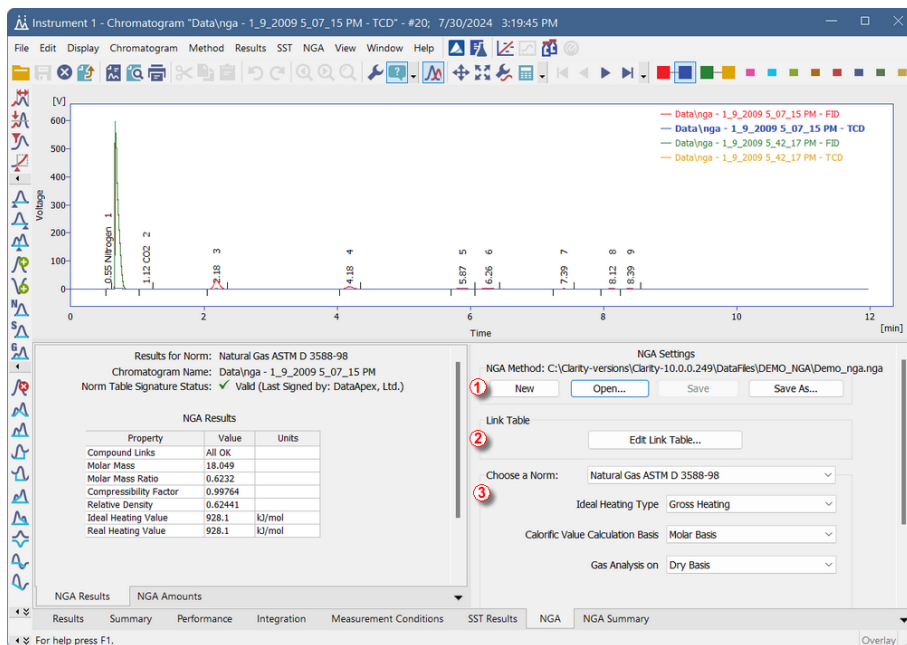 Instrument 1 - Chromatogram "Data\nga - 1_9_2009 5_07_15 PM - TCD" - #20; 7/30/2024 3:19:45 PM
File Edit Display Chromatogram Method Results SST NGA View Window Help
[V]
600
500
400
300
200
100
0
Voltage
Data\nga - 1_9_2009 5_07_15 PM - FID
Data\nga - 1_9_2009 5_07_15 PM - TCD
Data\nga - 1_9_2009 5_42_17 PM - FID
Data\nga - 1_9_2009 5_42_17 PM - TCD
0.55 Nitrogen 1
1.12 CO2 2
2.18 3
4.18 4
5.87 5
6.26 6
7.39 7
8.12 8
8.39 9
0 2 4 6 8 10 12
Time
[min]
Results for Norm: Natural Gas ASTM D 3588-98
Chromatogram Name: Data\nga - 1_9_2009 5_07_15 PM
Norm Table Signature Status: ✓ Valid (Last Signed by: DataApex, Ltd.)
NGA Results
Property Value Units
Compound Links All OK
Molar Mass 18.049
Molar Mass Ratio 0.6232
Compressibility Factor 0.99764
Relative Density 0.62441
Ideal Heating Value 928.1 kJ/mol
Real Heating Value 928.1 kJ/mol
NGA Results NGA Amounts
NGA Settings
NGA Method: C:\Clarity-versions\Clarity-10.0.0.249\DataFiles\DEMO_NGA\Demo_nga.nga
1 New Open... Save Save As...
Link Table
2 Edit Link Table...
Choose a Norm: Natural Gas ASTM D 3588-98
3
Ideal Heating Type Gross Heating
Calorific Value Calculation Basis Molar Basis
Gas Analysis on Dry Basis
Results Summary Performance Integration Measurement Conditions SST Results NGA NGA Summary
For help press F1.
Overlay